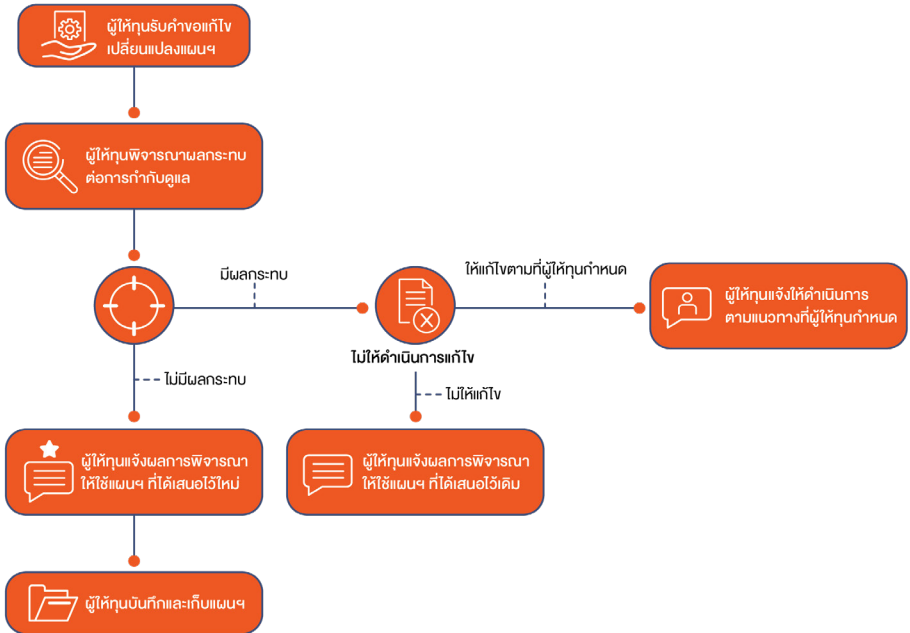 ผู้ให้ทุนรับคำขอแก้ไข
เปลี่ยนแปลงแผนฯ
ผู้ให้ทุนพิจารณาผลกระทบ
ต่อการกำกับดูแล
มีผลกระทบ
ให้แก้ไขตามที่ผู้ให้ทุนกำหนด
ผู้ให้ทุนแจ้งให้ดำเนินการ
ตามแนวทางที่ผู้ให้ทุนกำหนด
ไม่ให้ดำเนินการแก้ไข
ไม่มีผลกระทบ
ไม่ให้แก้ไข
ผู้ให้ทุนแจ้งผลการพิจารณา
ให้ใช้แผนฯ ที่ได้เสนอไว้ใหม่
ผู้ให้ทุนแจ้งผลการพิจารณา
ให้ใช้แผนฯ ที่ได้เสนอไว้เดิม
ผู้ให้ทุนบันทึกและเก็บแผนฯ